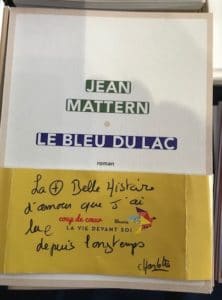 JEAN
MATTERN
LE BLEU DU LAC
roman
La ⊕ Belle Histoire
d'amour que j'ai
lue coup de cœur librairie
LA VIE DEVANT SOI
depuis longtemps